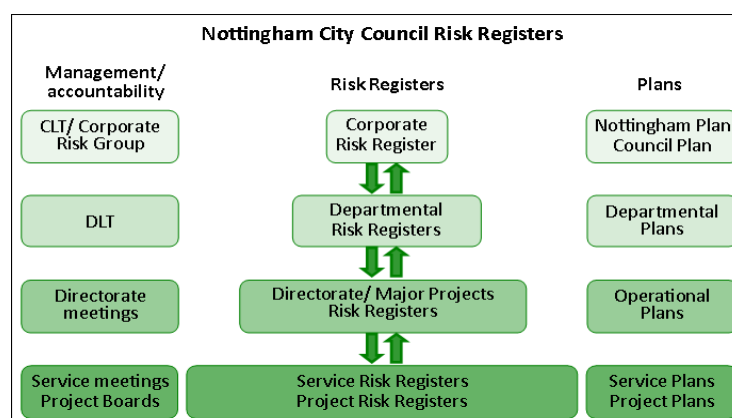 Nottingham City Council Risk Registers
Management/
accountability
Risk Registers
Plans
CLT/ Corporate
Risk Group
Corporate
Risk Register
Nottingham Plan
Council Plan
DLT
Departmental
Risk Registers
Departmental
Plans
Directorate
meetings
Directorate/ Major Projects
Risk Registers
Operational
Plans
Service meetings
Project Boards
Service Risk Registers
Project Risk Registers
Service Plans
Project Plans